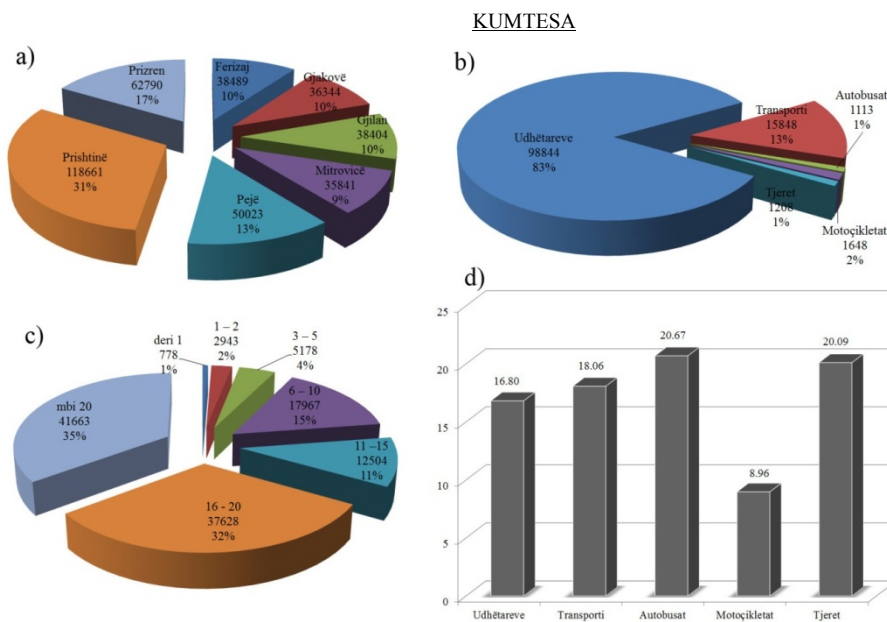 KUMTESA
a)
Prizren
62790
17%
Ferizaj
38489
10%
Gjakovë
36344
10%
Gjilan
38404
10%
Mitrovicë
35841
9%
Pejë
50023
13%
Prishtinë
118661
31%
b)
Udhëtareve
98844
83%
Transporti
15848
13%
Autobusat
1113
1%
Tjeret
1208
1%
Motoçikletat
1648
2%
c)
deri 1
778
1%
1 – 2
2943
2%
3 – 5
5178
4%
6 – 10
17967
15%
11 –15
12504
11%
16 - 20
37628
32%
mbi 20
41663
35%
d)
25
20
15
10
5
0
16.80
18.06
20.67
8.96
20.09
Udhëtareve
Transporti
Autobusat
Motoçikletat
Tjeret